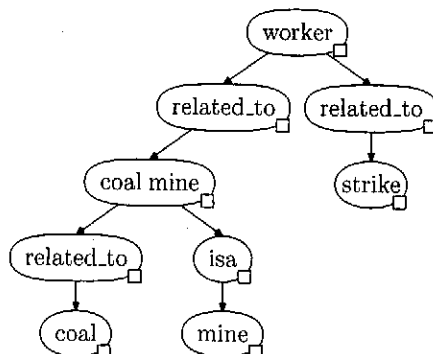 worker
related_to related_to
coal mine strike
related_to isa
coal mine